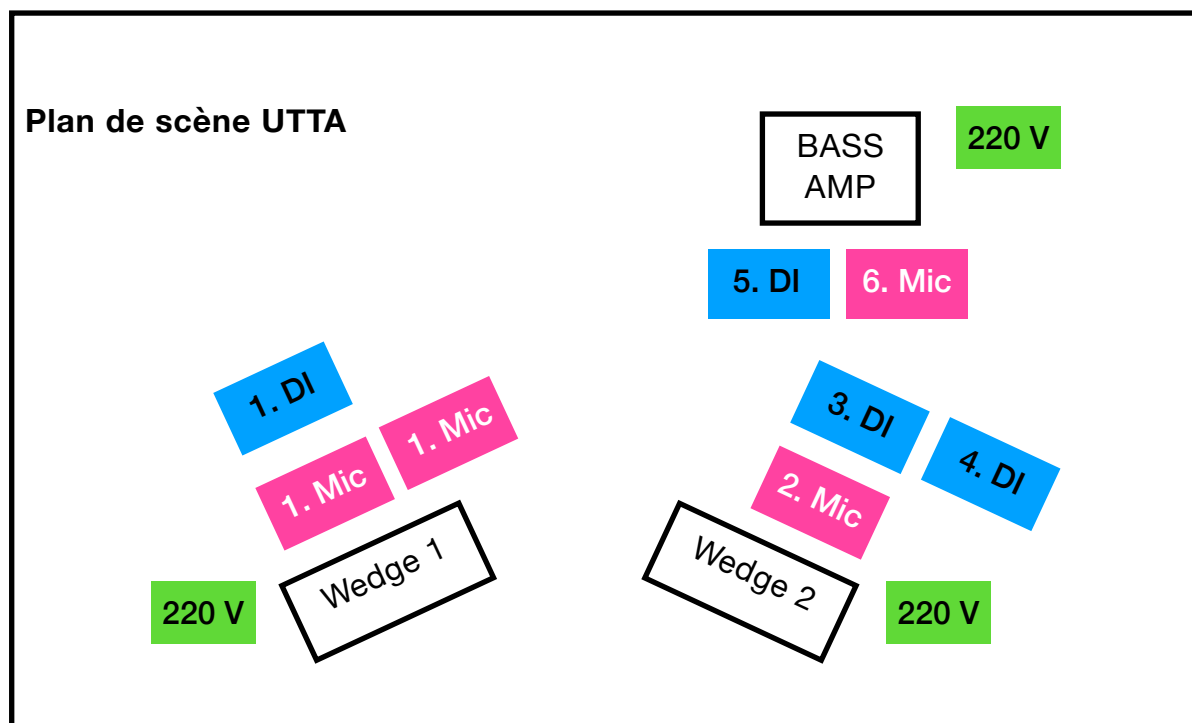 Plan de scène UTTA
BASS
AMP
220 V
5. DI
6. Mic
1. DI
1. Mic
1. Mic
3. DI
4. DI
2. Mic
Wedge 1
Wedge 2
220 V
220 V